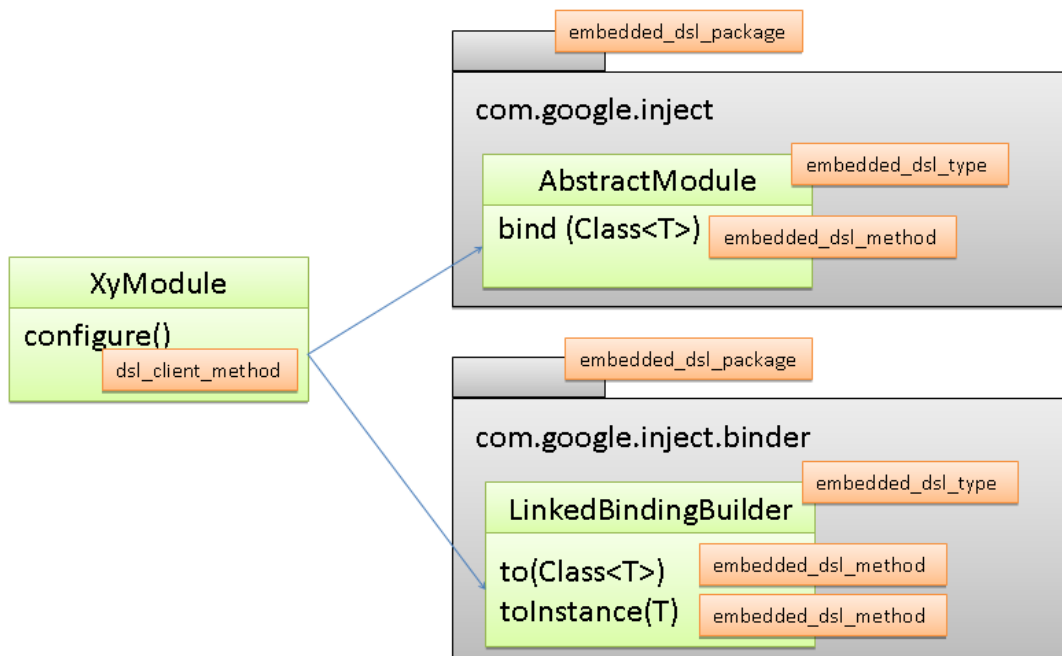 embedded_dsl_package
com.google.inject
embedded_dsl_type
AbstractModule
bind (Class<T>)
embedded_dsl_method
XyModule
configure()
dsl_client_method
embedded_dsl_package
com.google.inject.binder
embedded_dsl_type
LinkedBindingBuilder
to(Class<T>)
embedded_dsl_method
toInstance(T)
embedded_dsl_method